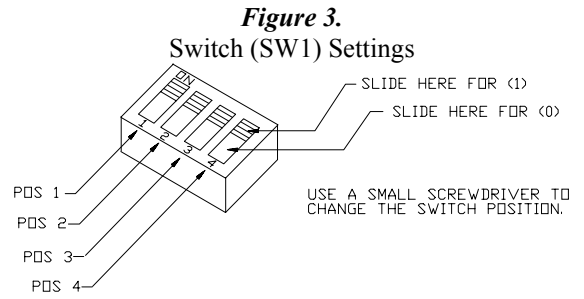 Figure 3.
Switch (SW1) Settings
ON
SLIDE HERE FOR (1)
SLIDE HERE FOR (0)
1
2
3
4
POS 1
POS 2
POS 3
POS 4
USE A SMALL SCREWDRIVER TO
CHANGE THE SWITCH POSITION.